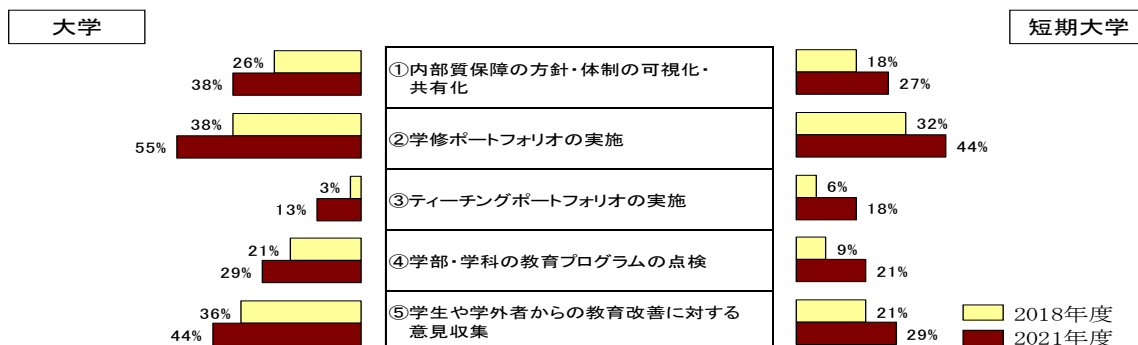 大学
短期大学
26%
38%
①内部質保障の方針・体制の可視化・
共有化
18%
27%
38%
55%
②学修ポートフォリオの実施
32%
44%
3%
13%
③ティーチングポートフォリオの実施
6%
18%
21%
29%
④学部・学科の教育プログラムの点検
9%
21%
36%
44%
⑤学生や学外者からの教育改善に対する
意見収集
21%
29%
2018年度
2021年度